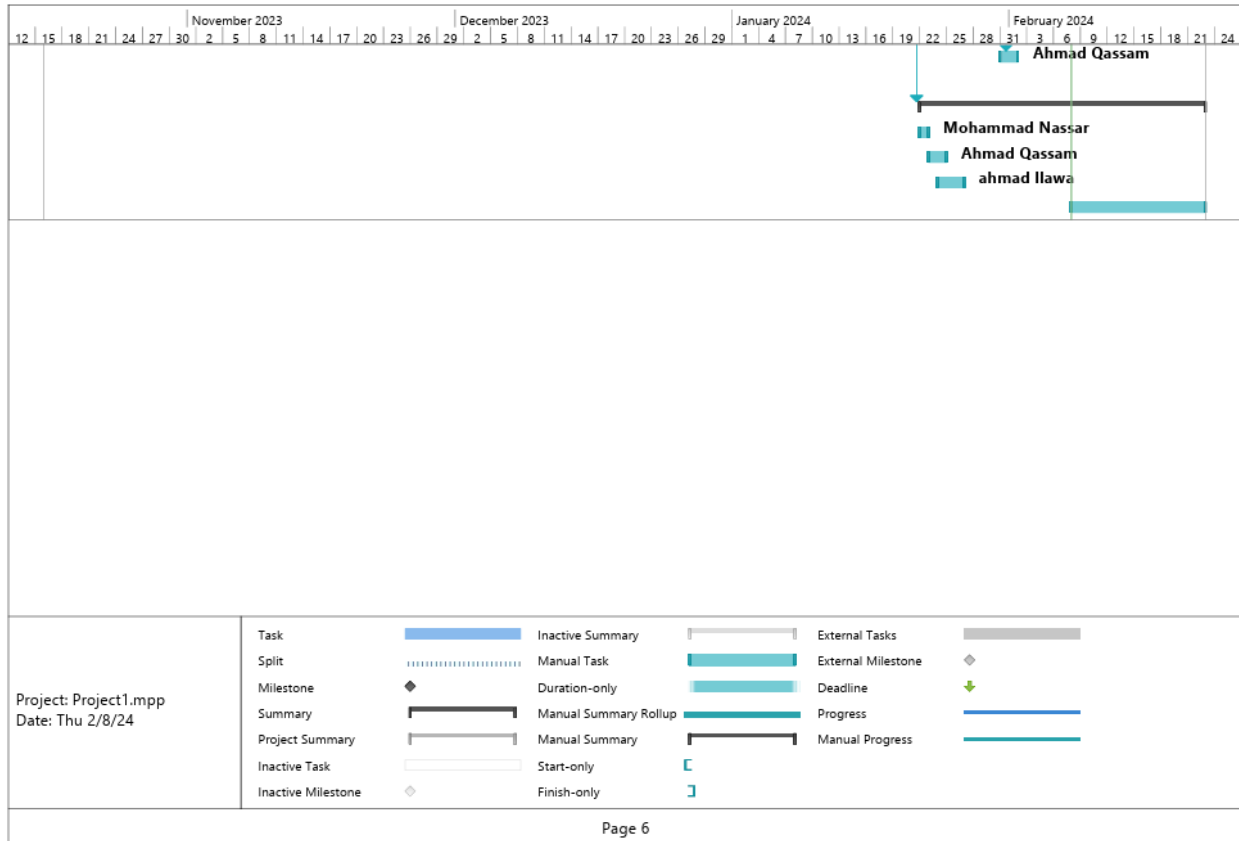 November 2023 December 2023 January 2024 February 2024
12 15 18 21 24 27 30 2 5 8 11 14 17 20 23 26 29 2 5 8 11 14 17 20 23 26 29 1 4 7 10 13 16 19 22 25 28 31 3 6 9 12 15 18 21 24
Ahmad Qassam
Mohammad Nassar
Ahmad Qassam
ahmad llawa
Project: Project1.mpp
Date: Thu 2/8/24
Task
Split
Milestone
Summary
Project Summary
Inactive Task
Inactive Milestone
Inactive Summary
Manual Task
Duration-only
Manual Summary Rollup
Manual Summary
Start-only
Finish-only
External Tasks
External Milestone
Deadline
Progress
Manual Progress
Page 6